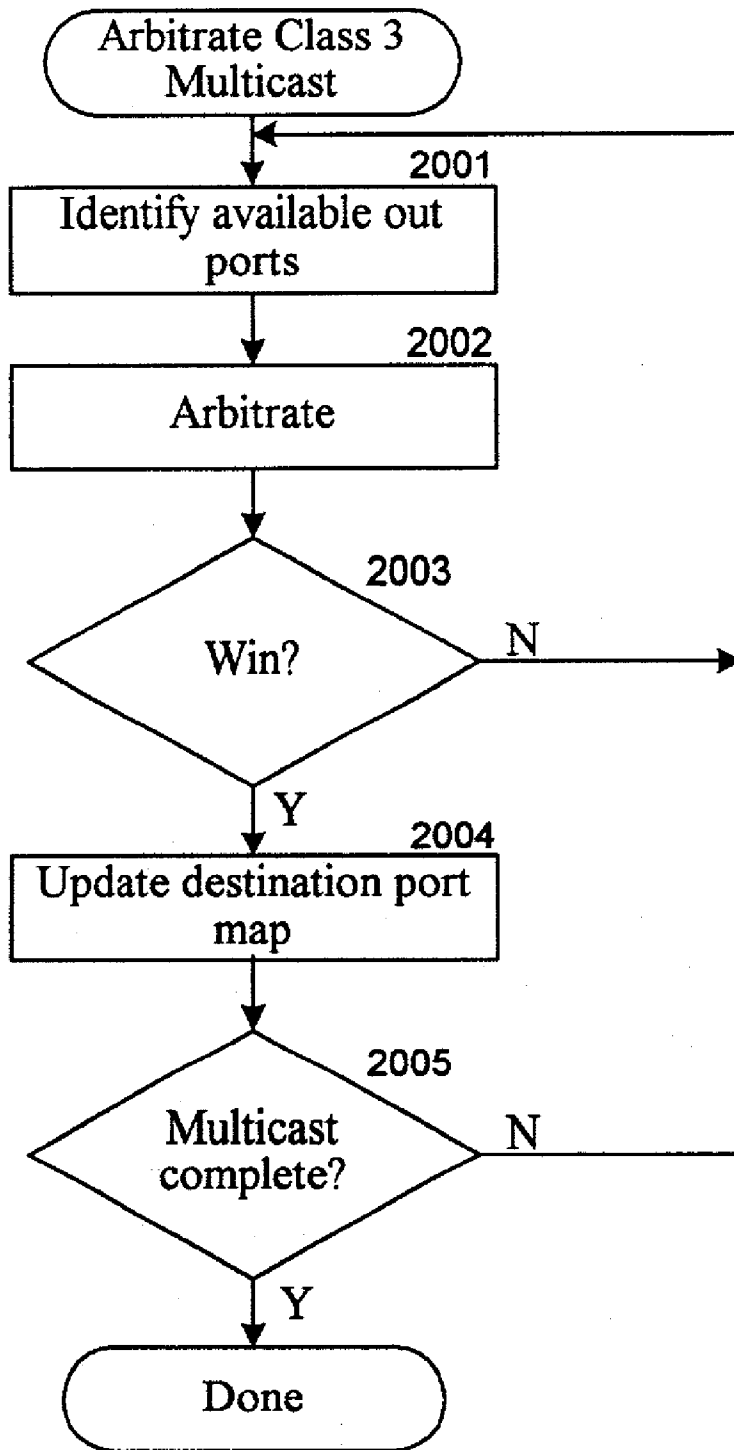 Arbitrate Class 3
Multicast
2001
Identify available out
ports
2002
Arbitrate
2003
Win?
N
Y
2004
Update destination port
map
2005
Multicast
complete?
N
Y
Done